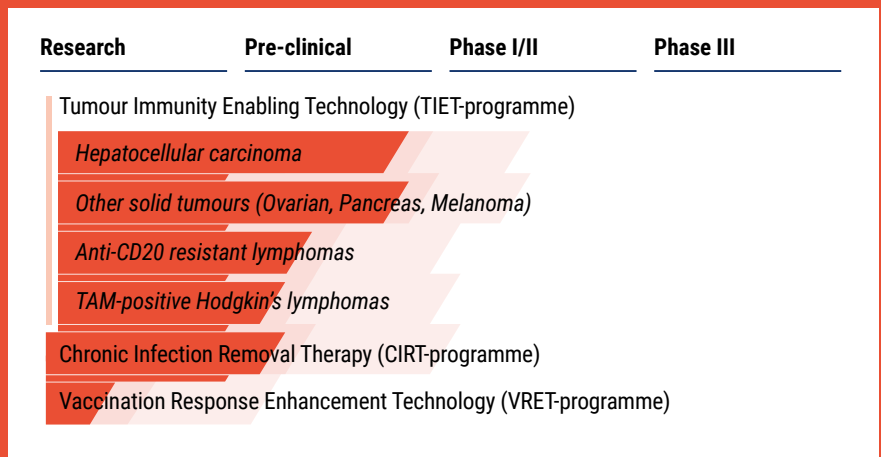 Research Pre-clinical Phase I/II Phase III
Tumour Immunity Enabling Technology (TIET-programme)
Hepatocellular carcinoma
Other solid tumours (Ovarian, Pancreas, Melanoma)
Anti-CD20 resistant lymphomas
TAM-positive Hodgkin's lymphomas
Chronic Infection Removal Therapy (CIRT-programme)
Vaccination Response Enhancement Technology (VRET-programme)